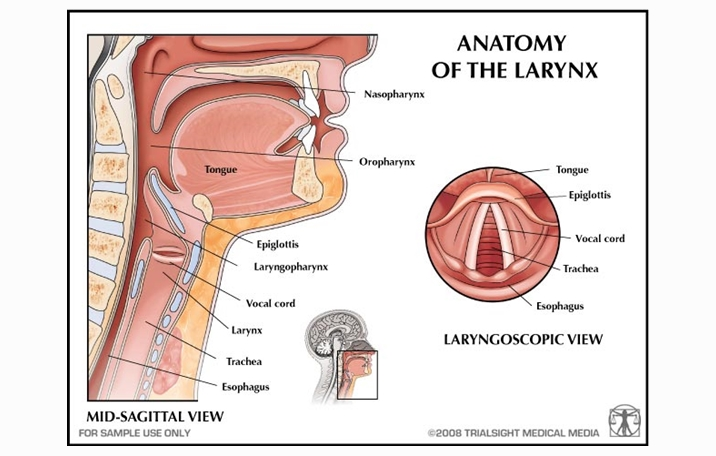 ANATOMY
OF THE LARYNX
Nasopharynx
Oropharynx
Tongue
Epiglottis
Laryngopharynx
Vocal cord
Larynx
Trachea
Esophagus
MID-SAGITTAL VIEW
Tongue
Epiglottis
Vocal cord
Trachea
Esophagus
LARYNGOSCOPIC VIEW
FOR SAMPLE USE ONLY
©2008 TRIALSIGHT MEDICAL MEDIA